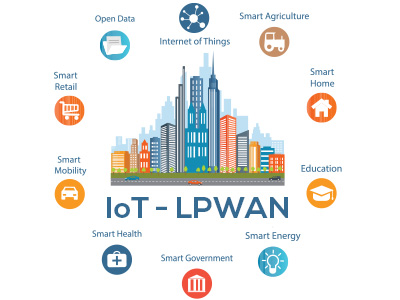 Open Data
Internet of Things
Smart Agriculture
Smart
Retail
Smart
Home
Smart
Mobility
Education
IoT - LPWAN
Smart Health
Smart Government
Smart Energy